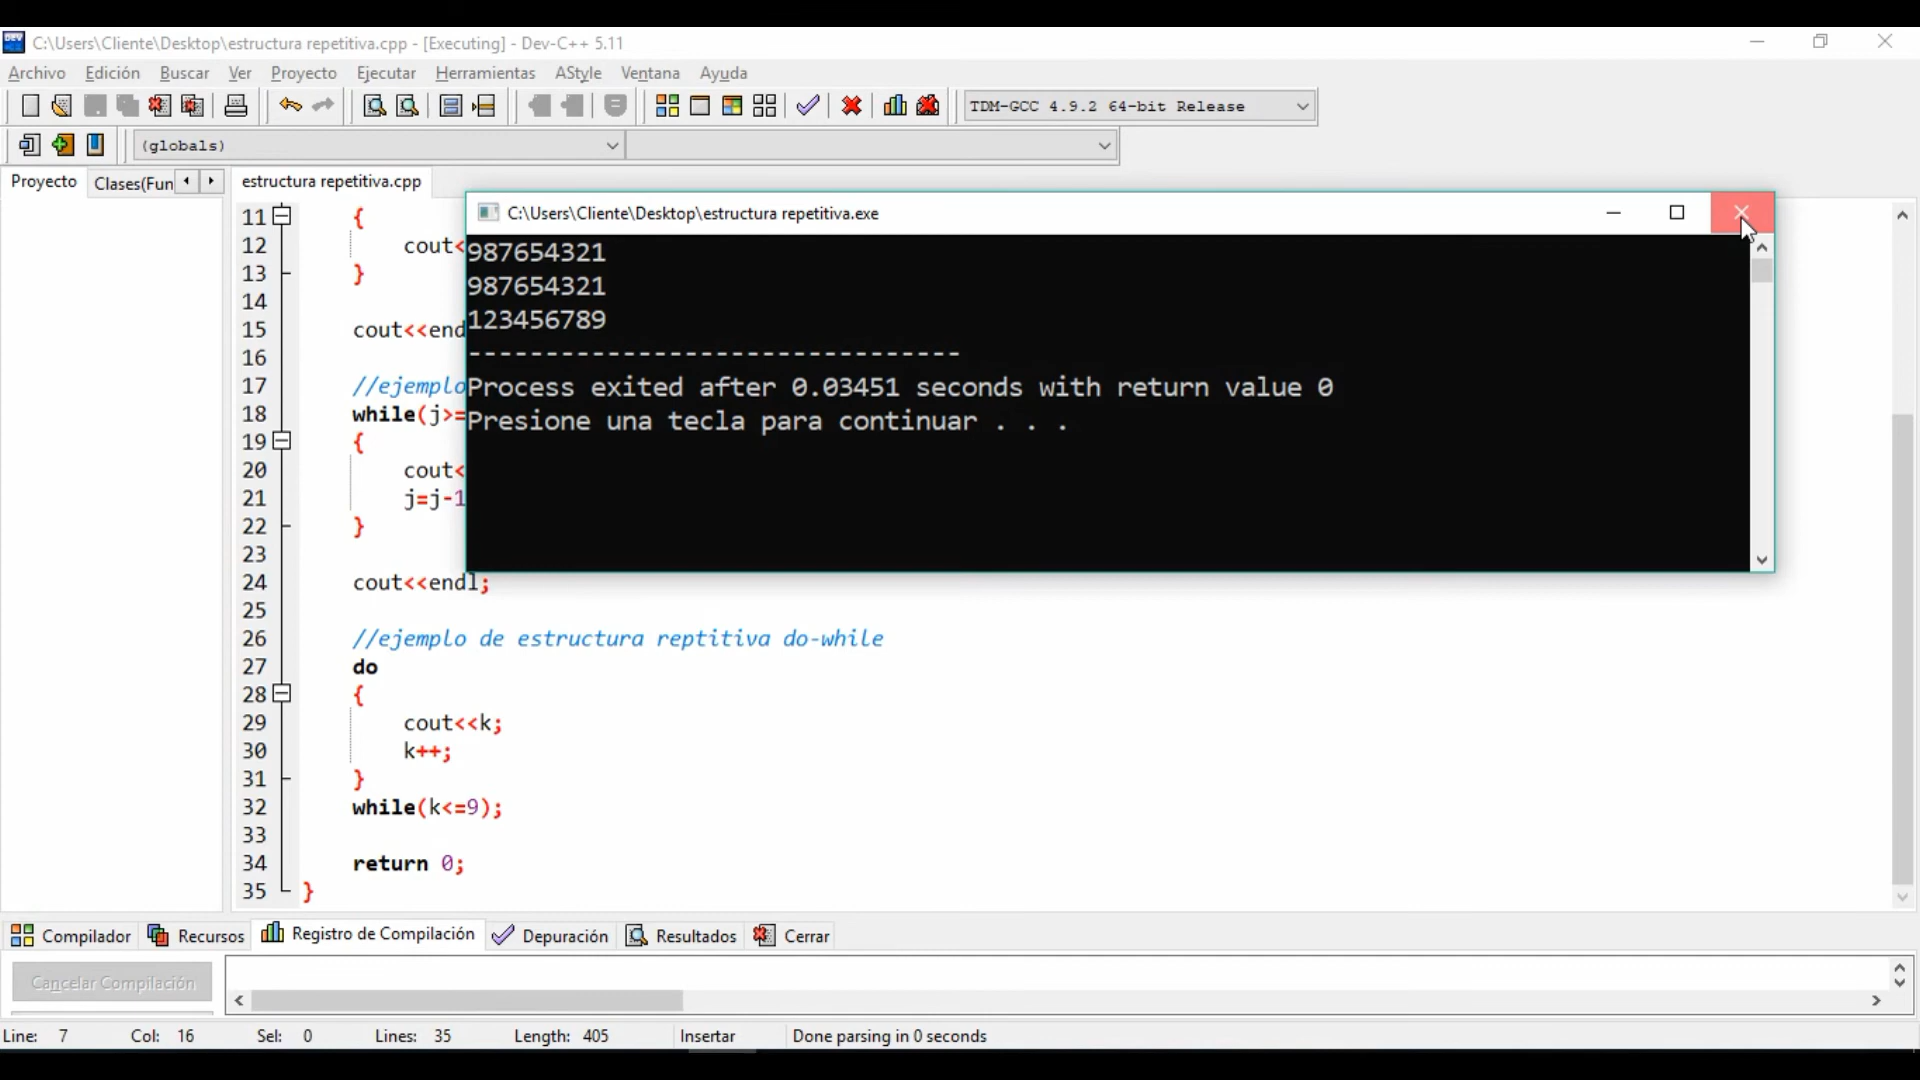 C:\Users\Cliente\Desktop\estructura repetitiva.cpp - [Executing] - Dev-C++ 5.11
Archivo Edición Buscar Ver Proyecto Ejecutar Herramientas AStyle Ventana Ayuda
TDM-GCC 4.9.2 64-bit Release
(globals)
Proyecto Clases(Fun estructura repetitiva.cpp
C:\Users\Cliente\Desktop\estructura repetitiva.exe
987654321
987654321
123456789
--------------------------------
Process exited after 0.03451 seconds with return value 0
Presione una tecla para continuar . . .
11 {
12 cout<
13 }
14
15 cout<<end
16
17 //ejemplo
18 while(j>=
19 {
20 cout<
21 j=j-1
22 }
23
24 cout<<endl;
25
26 //ejemplo de estructura reptitiva do-while
27 do
28 {
29 cout<<k;
30 k++;
31 }
32 while(k<=9);
33
34 return 0;
35 }
Compilador Recursos Registro de Compilación Depuración Resultados Cerrar
Cancelar Compilación
Line: 7 Col: 16 Sel: 0 Lines: 35 Length: 405 Insertar Done parsing in 0 seconds